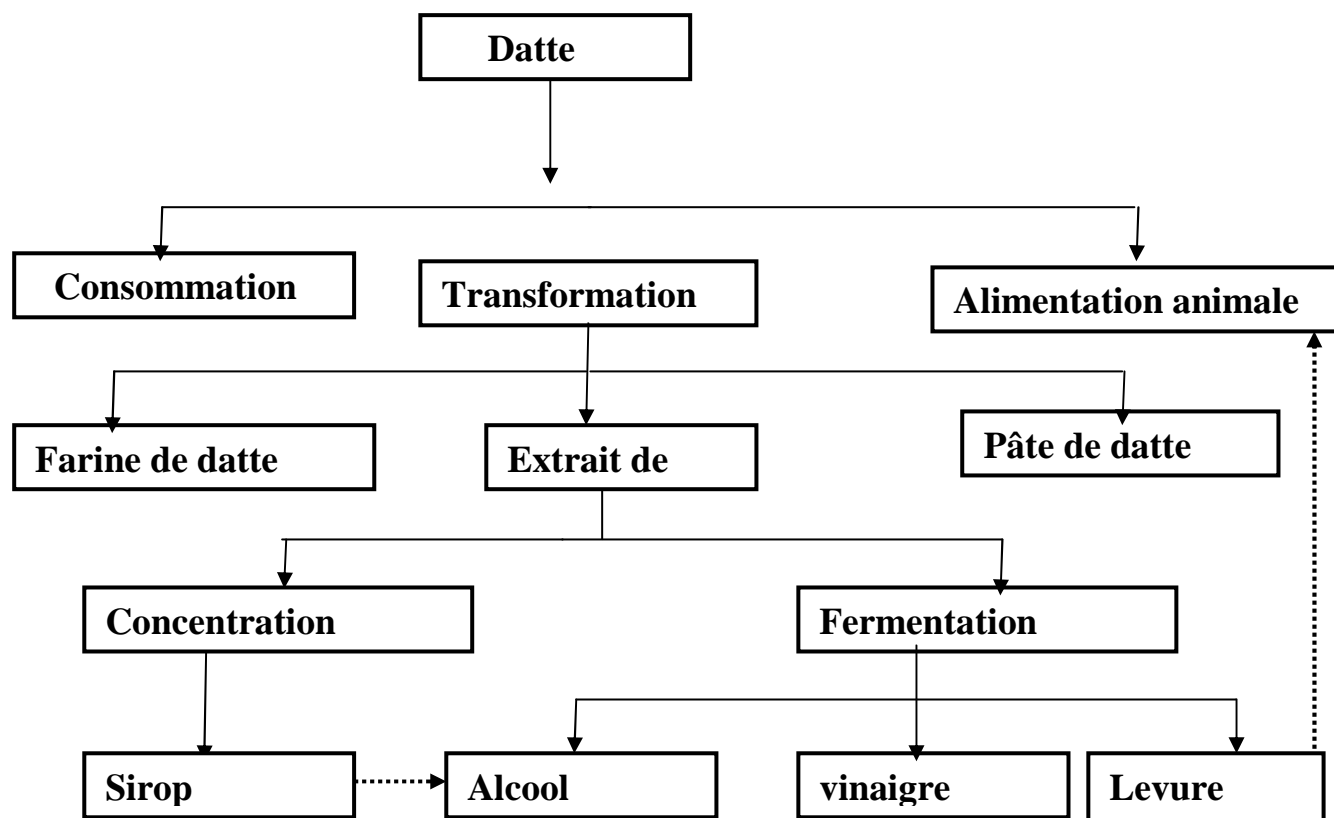 Datte
Consommation
Transformation
Alimentation animale
Farine de datte
Extrait de
Pâte de datte
Concentration
Fermentation
Sirop
Alcool
vinaigre
Levure